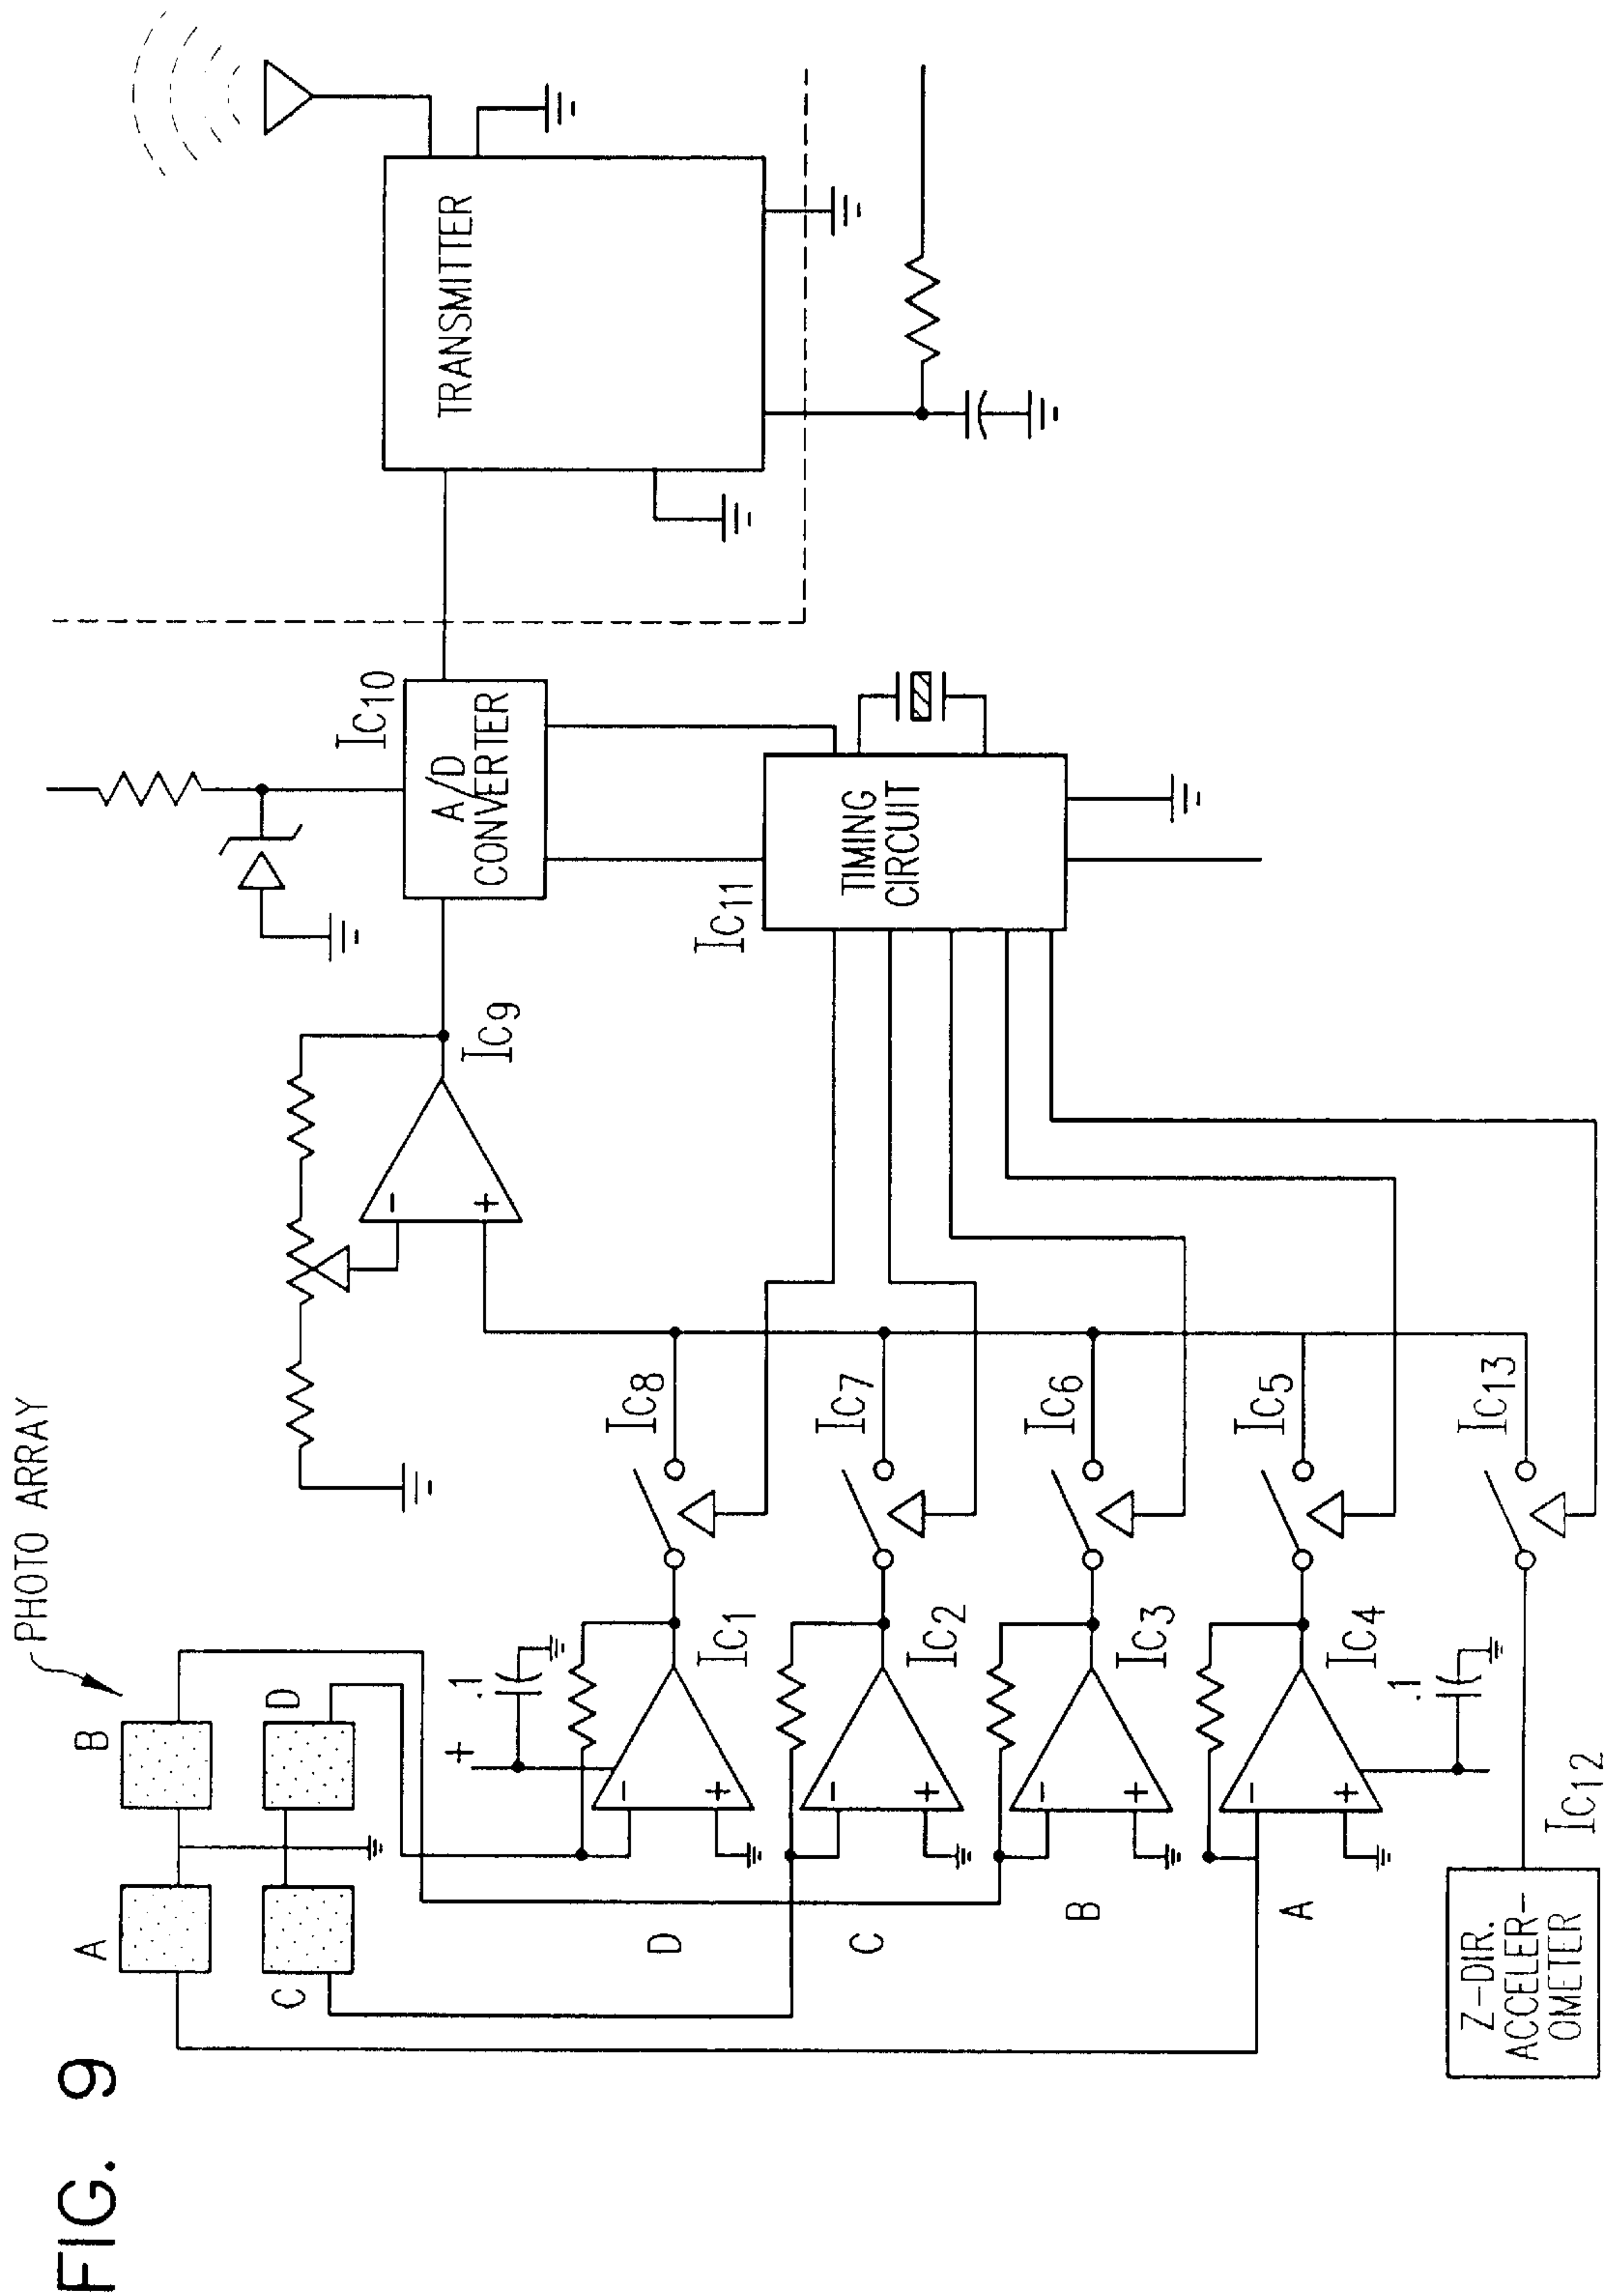 FIG. 9
PHOTO ARRAY
A
B
C
D
.1
+
-
+
IC1
IC8
D
-
+
IC2
IC7
C
-
+
IC3
IC6
B
-
+
IC4
IC5
A
.1
Z-DIR.
ACCELER-
OMETER
IC12
IC13
-
+
IC9
A/D
CONVERTER
IC10
TIMING
CIRCUIT
IC11
TRANSMITTER